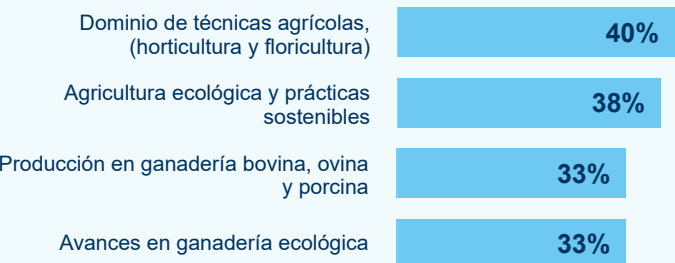 Dominio de técnicas agrícolas,
(horticultura y floricultura)
40%
Agricultura ecológica y prácticas
sostenibles
38%
Producción en ganadería bovina, ovina
y porcina
33%
Avances en ganadería ecológica
33%